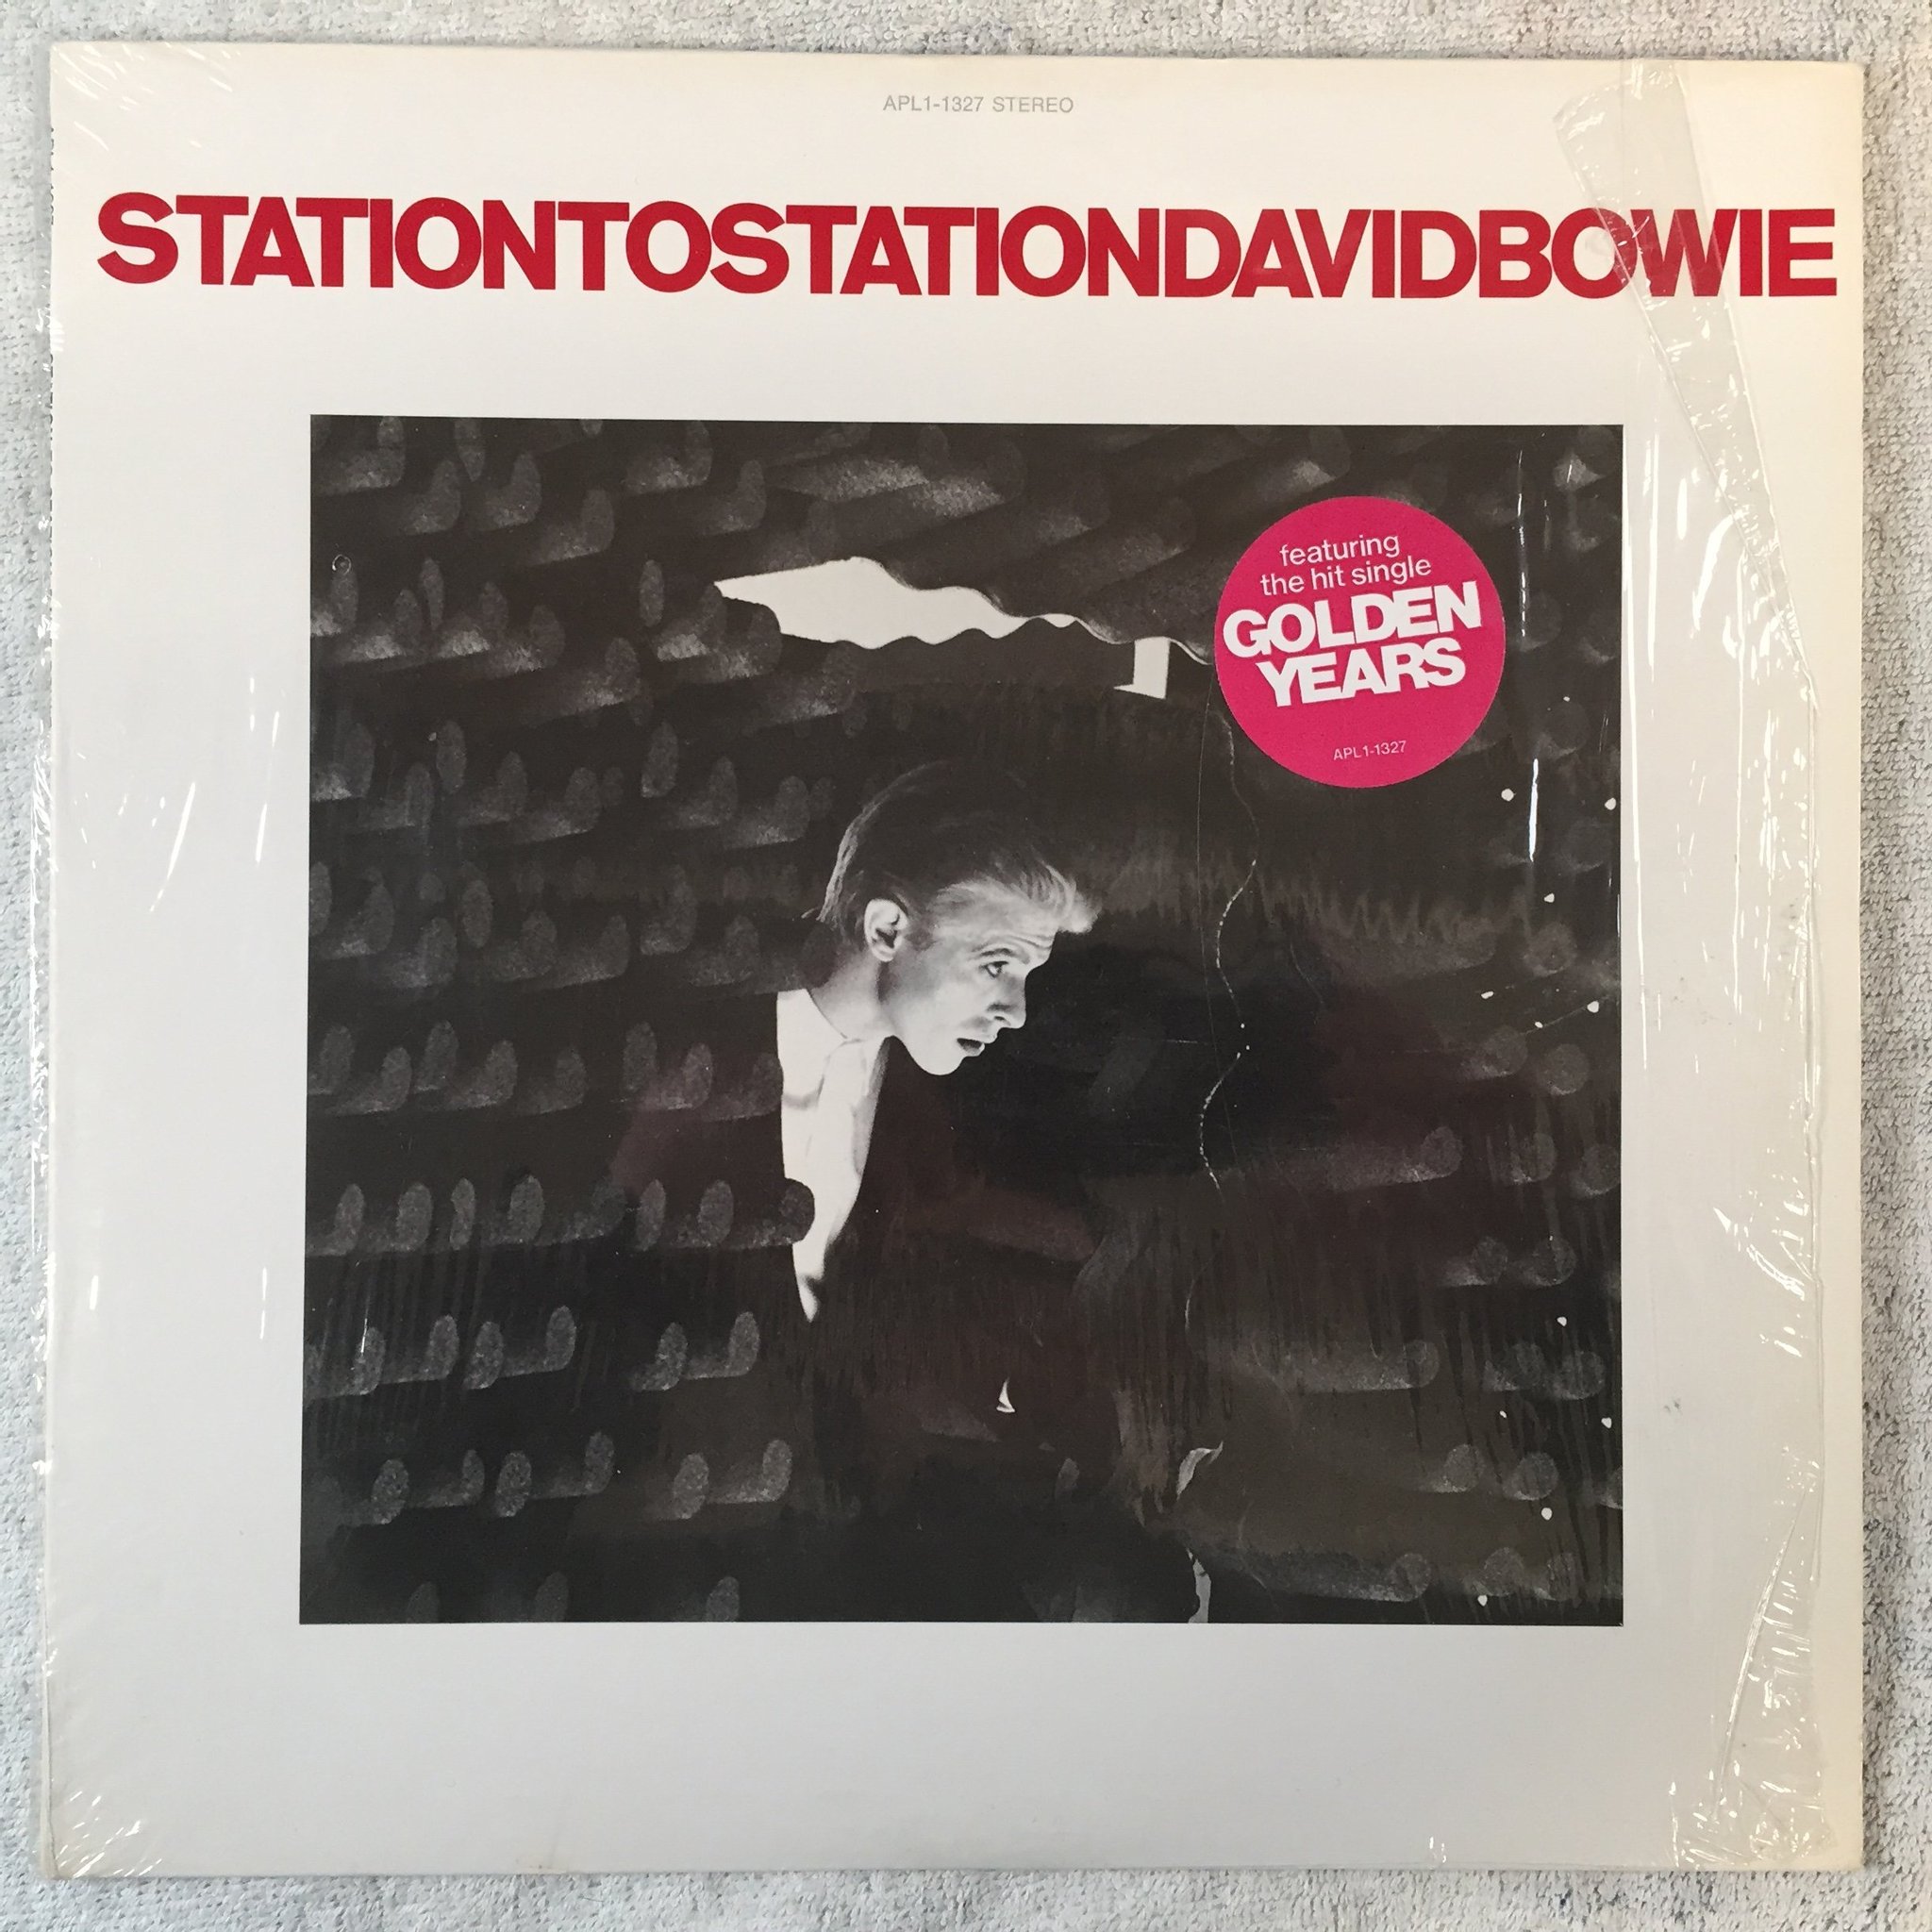 APL1-1327 STEREO
STATIONTOSTATIONDAVIDBOWIE
featuring
the hit single
GOLDEN
YEARS
APL1-1327